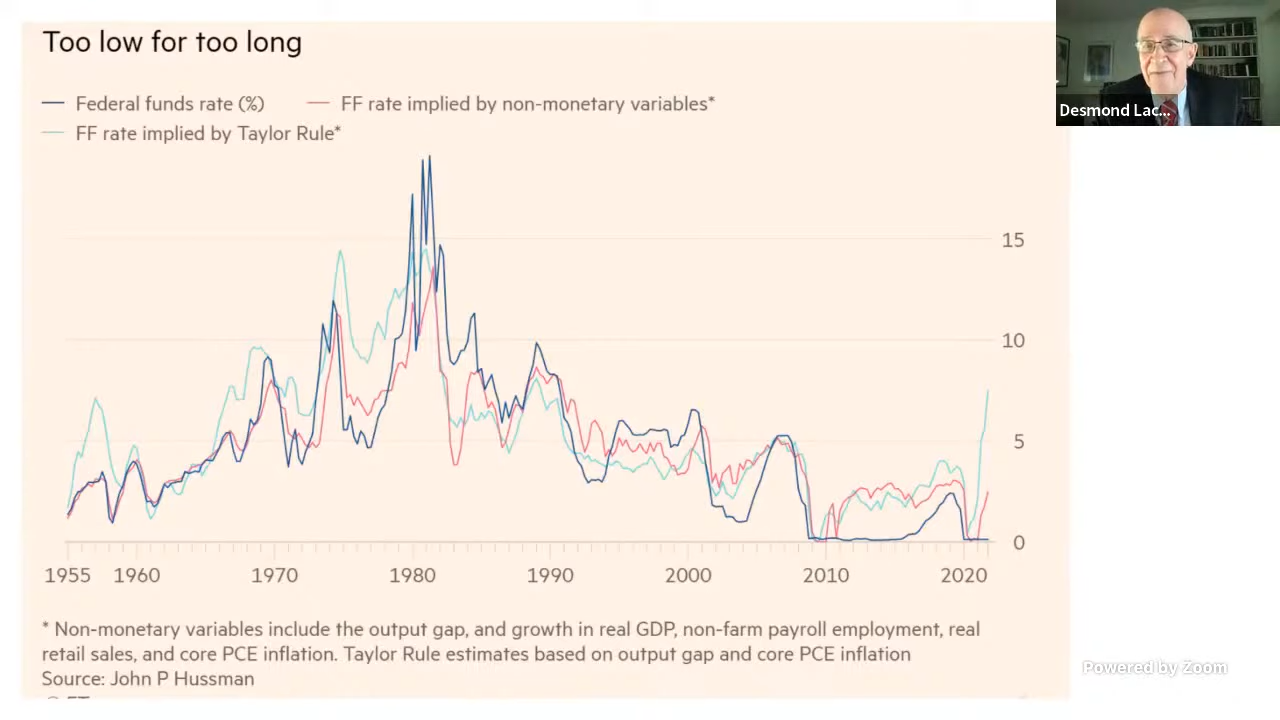 Too low for too long
Federal funds rate (%) FF rate implied by non-monetary variables*
FF rate implied by Taylor Rule*
15
10
5
0
1955 1960 1970 1980 1990 2000 2010 2020
* Non-monetary variables include the output gap, and growth in real GDP, non-farm payroll employment, real
retail sales, and core PCE inflation. Taylor Rule estimates based on output gap and core PCE inflation
Source: John P Hussman
Desmond Lac...
Powered by Zoom